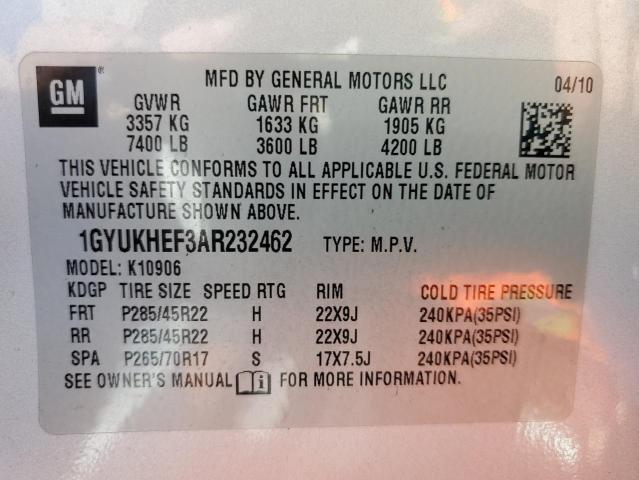 GM
®
MFD BY GENERAL MOTORS LLC 04/10
GVWR GAWR FRT GAWR RR
3357 KG 1633 KG 1905 KG
7400 LB 3600 LB 4200 LB
THIS VEHICLE CONFORMS TO ALL APPLICABLE U.S. FEDERAL MOTOR
VEHICLE SAFETY STANDARDS IN EFFECT ON THE DATE OF
MANUFACTURE SHOWN ABOVE.
1GYUKHEF3AR232462 TYPE: M.P.V.
MODEL: K10906
KDGP TIRE SIZE SPEED RTG RIM COLD TIRE PRESSURE
FRT P285/45R22 H 22X9J 240KPA(35PSI)
RR P285/45R22 H 22X9J 240KPA(35PSI)
SPA P265/70R17 S 17X7.5J 240KPA(35PSI)
SEE OWNER'S MANUAL FOR MORE INFORMATION.